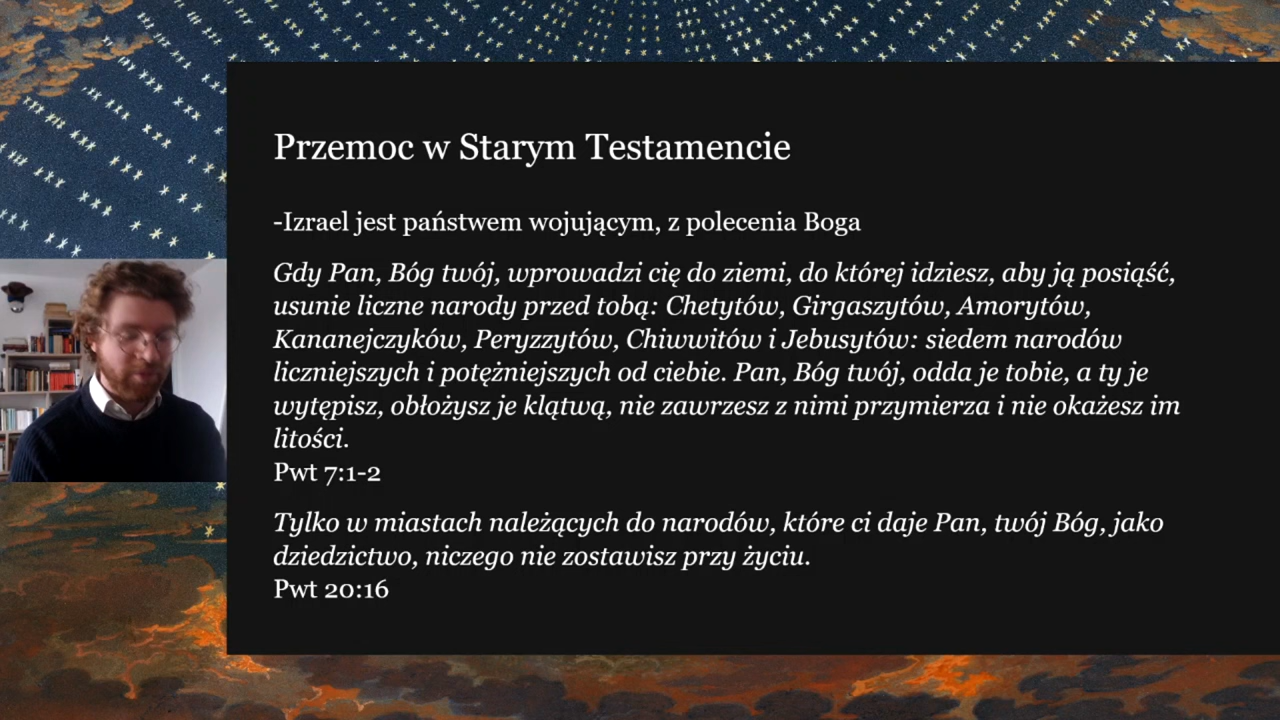 Przemoc w Starym Testamencie
-Izrael jest państwem wojującym, z polecenia Boga
Gdy Pan, Bóg twój, wprowadzi cię do ziemi, do której idziesz, aby ją posiąść,
usunie liczne narody przed tobą: Chetytów, Girgaszytów, Amorytów,
Kananejczyków, Peryzzytów, Chiwwitów i Jebusytów: siedem narodów
liczniejszych i potężniejszych od ciebie. Pan, Bóg twój, odda je tobie, a ty je
wytępisz, obłożysz je klątwą, nie zawrzesz z nimi przymierza i nie okażesz im
litości.
Pwt 7:1-2
Tylko w miastach należących do narodów, które ci daje Pan, twój Bóg, jako
dziedzictwo, niczego nie zostawisz przy życiu.
Pwt 20:16